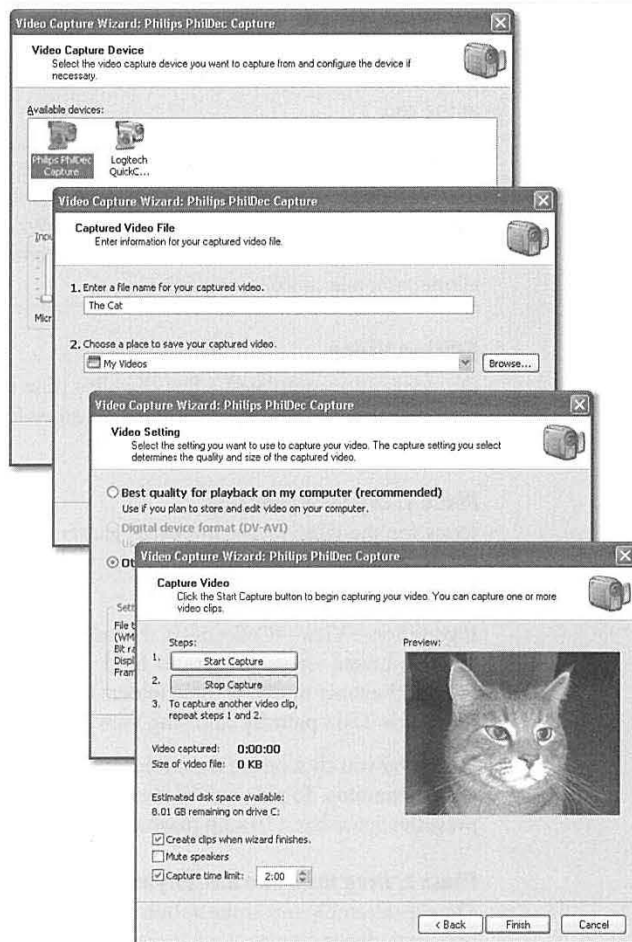 Video Capture Wizard: Philips PhilDec Capture
Video Capture Device
Select the video capture device you want to capture from and configure the device if
necessary.
Available devices:
Philips PhilDec
Capture
Logitech
QuickC...
Video Capture Wizard: Philips PhilDec Capture
Captured Video File
Enter information for your captured video file.
1. Enter a file name for your captured video.
The Cat
2. Choose a place to save your captured video.
My Videos
Browse...
Video Capture Wizard: Philips PhilDec Capture
Video Setting
Select the setting you want to use to capture your video. The capture setting you select
determines the quality and size of the captured video.
Best quality for playback on my computer (recommended)
Use if you plan to store and edit video on your computer.
Digital device format (DV-AVI)
Video Capture Wizard: Philips PhilDec Capture
Capture Video
Click the Start Capture button to begin capturing your video. You can capture one or more
video clips.
Steps:
1. Start Capture
2. Stop Capture
3. To capture another video clip,
repeat steps 1 and 2.
Video captured: 0:00:00
Size of video file: 0 KB
Estimated disk space available:
8.01 GB remaining on drive C:
Create clips when wizard finishes.
Mute speakers
Capture time limit: 2:00
Preview:
< Back
Finish
Cancel